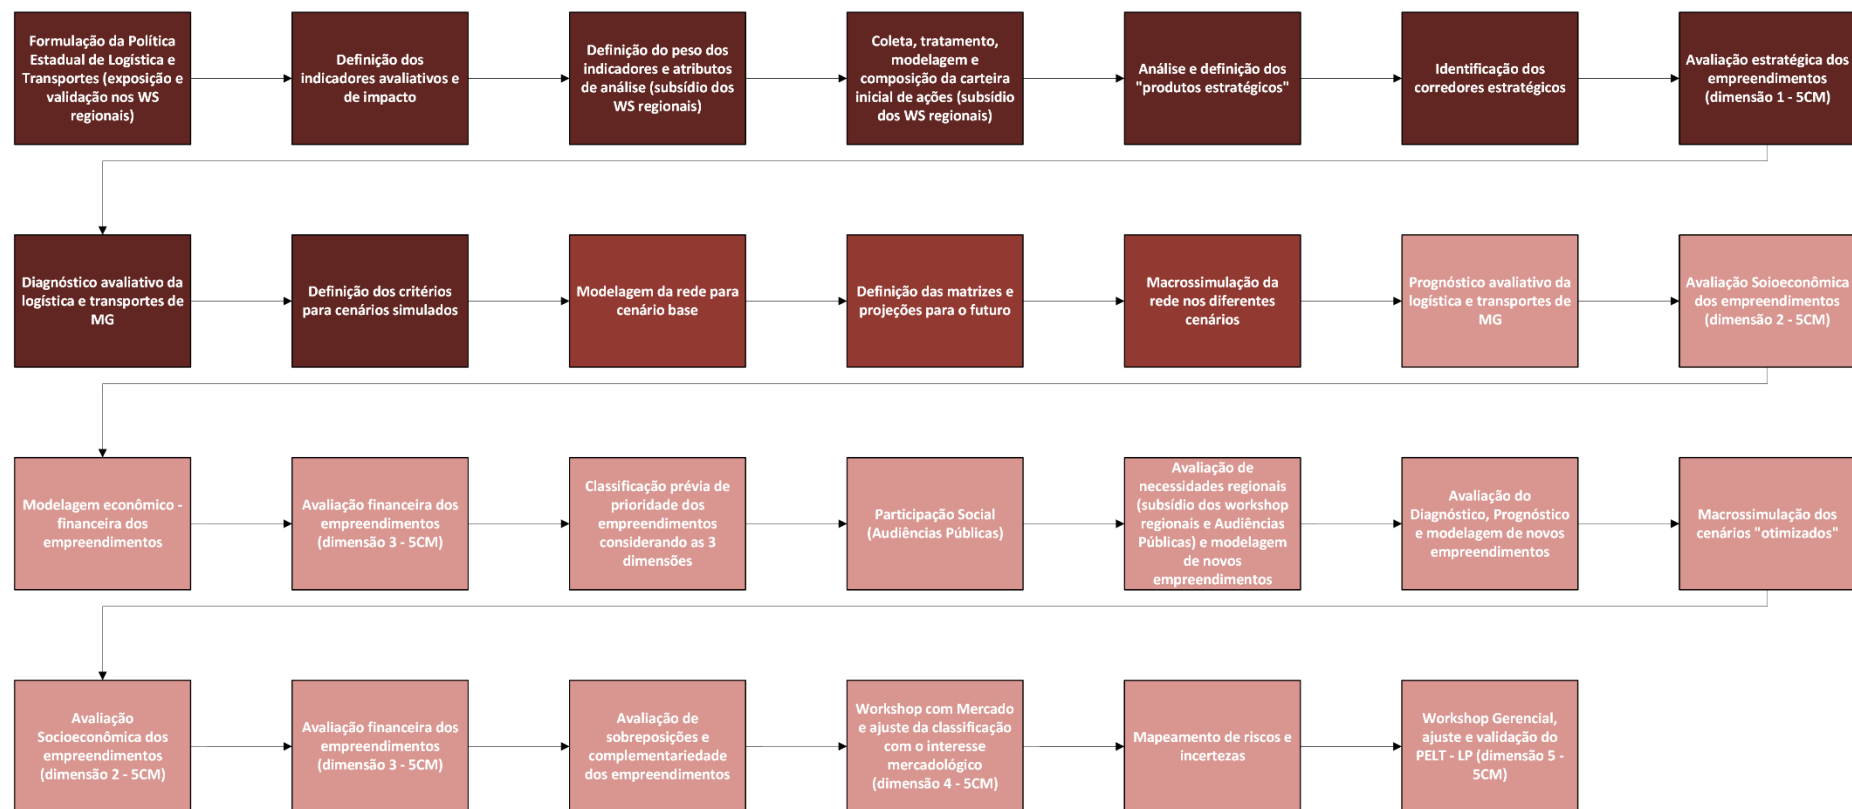 Formulação da Política
Estadual de Logística e
Transportes (exposição e
validação nos WS
regionais)
Definição dos
indicadores avaliativos e
de impacto
Definição do peso dos
indicadores e atributos
de análise (subsídio dos
WS regionais)
Coleta, tratamento,
modelagem e
composição da carteira
inicial de ações (subsídio
dos WS regionais)
Análise e definição dos
"produtos estratégicos"
Identificação dos
corredores estratégicos
Avaliação estratégica dos
empreendimentos
(dimensão 1 - 5CM)
Diagnóstico avaliativo da
logística e transportes de
MG
Definição dos critérios
para cenários simulados
Modelagem da rede para
cenário base
Definição das matrizes e
projeções para o futuro
Macrossimulação da
rede nos diferentes
cenários
Prognóstico avaliativo da
logística e transportes de
MG
Avaliação Sioeconômica
dos empreendimentos
(dimensão 2 - 5CM)
Modelagem econômico -
financeira dos
empreendimentos
Avaliação financeira dos
empreendimentos
(dimensão 3 - 5CM)
Classificação prévia de
prioridade dos
empreendimentos
considerando as 3
dimensões
Participação Social
(Audiências Públicas)
Avaliação de
necessidades regionais
(subsídio dos workshop
regionais e Audiências
Públicas) e modelagem
de novos
empreendimentos
Avaliação do
Diagnóstico, Prognóstico
e modelagem de novos
empreendimentos
Macrossimulação dos
cenários "otimizados"
Avaliação
Socioeconômica dos
empreendimentos
(dimensão 2 - 5CM)
Avaliação financeira dos
empreendimentos
(dimensão 3 - 5CM)
Avaliação de
sobreposições e
complementariedade
dos empreendimentos
Workshop com Mercado
e ajuste da classificação
com o interesse
mercadológico
(dimensão 4 - 5CM)
Mapeamento de riscos e
incertezas
Workshop Gerencial,
ajuste e validação do
PELT - LP (dimensão 5 -
5CM)